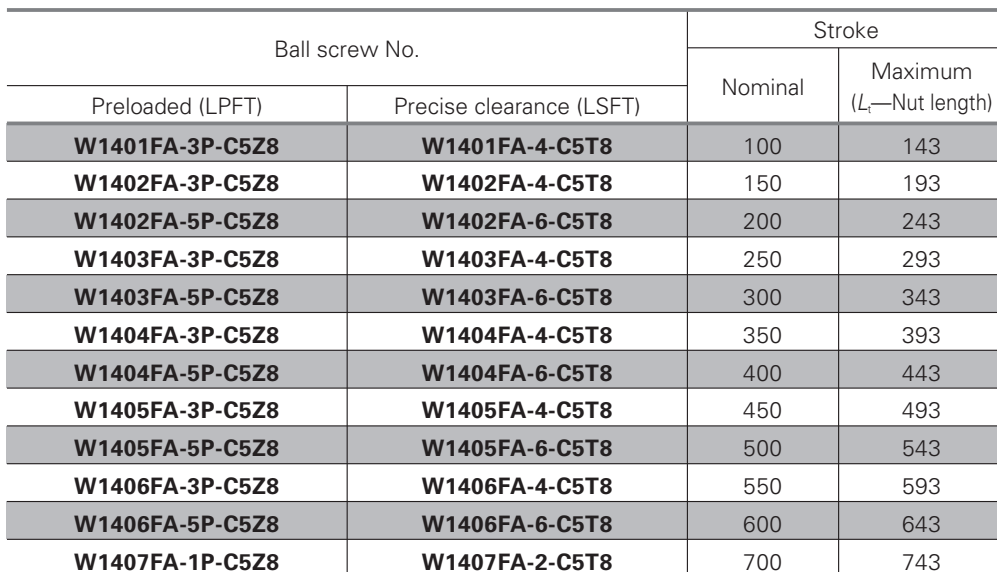 Ball screw No. Stroke
Preloaded (LPFT) Precise clearance (LSFT) Nominal Maximum
(Lt—Nut length)
W1401FA-3P-C5Z8 W1401FA-4-C5T8 100 143
W1402FA-3P-C5Z8 W1402FA-4-C5T8 150 193
W1402FA-5P-C5Z8 W1402FA-6-C5T8 200 243
W1403FA-3P-C5Z8 W1403FA-4-C5T8 250 293
W1403FA-5P-C5Z8 W1403FA-6-C5T8 300 343
W1404FA-3P-C5Z8 W1404FA-4-C5T8 350 393
W1404FA-5P-C5Z8 W1404FA-6-C5T8 400 443
W1405FA-3P-C5Z8 W1405FA-4-C5T8 450 493
W1405FA-5P-C5Z8 W1405FA-6-C5T8 500 543
W1406FA-3P-C5Z8 W1406FA-4-C5T8 550 593
W1406FA-5P-C5Z8 W1406FA-6-C5T8 600 643
W1407FA-1P-C5Z8 W1407FA-2-C5T8 700 743